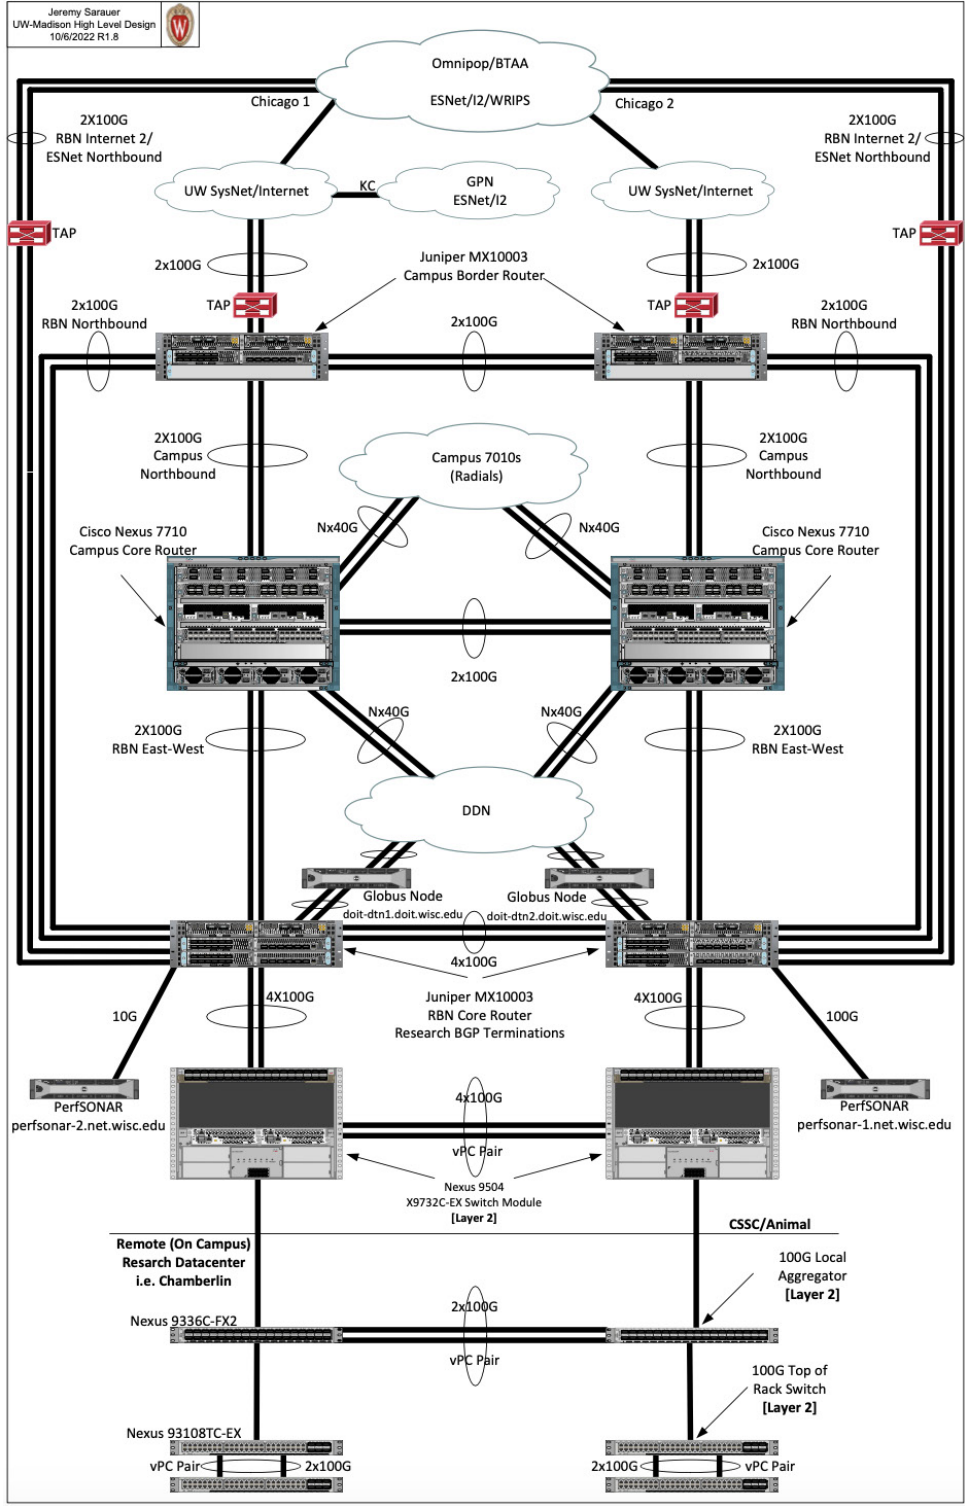 Jeremy Sarauer
UW-Madison High Level Design
10/6/2022 R1.8
W
Omnipop/BTAA
ESNet/I2/WRIPS
Chicago 1
Chicago 2
2X100G
RBN Internet 2/
ESNet Northbound
2X100G
RBN Internet 2/
ESNet Northbound
UW SysNet/Internet
KC
GPN
ESNet/I2
UW SysNet/Internet
TAP
TAP
2x100G
Juniper MX10003
Campus Border Router
2x100G
TAP
TAP
2x100G
RBN Northbound
2x100G
2x100G
RBN Northbound
2X100G
Campus
Northbound
Campus 7010s
(Radials)
2X100G
Campus
Northbound
Nx40G
Nx40G
Cisco Nexus 7710
Campus Core Router
Cisco Nexus 7710
Campus Core Router
2x100G
Nx40G
Nx40G
2X100G
RBN East-West
2X100G
RBN East-West
DDN
Globus Node
doit-dtn1.doit.wisc.edu
Globus Node
doit-dtn2.doit.wisc.edu
4x100G
4X100G
Juniper MX10003
RBN Core Router
Research BGP Terminations
4X100G
10G
100G
PerfSONAR
perfsonar-2.net.wisc.edu
4x100G
vPC Pair
PerfSONAR
perfsonar-1.net.wisc.edu
Nexus 9504
X9732C-EX Switch Module
[Layer 2]
CSSC/Animal
Remote (On Campus)
Resarch Datacenter
i.e. Chamberlin
100G Local
Aggregator
[Layer 2]
Nexus 9336C-FX2
2x100G
vPC Pair
100G Top of
Rack Switch
[Layer 2]
Nexus 93108TC-EX
vPC Pair
2x100G
2x100G
vPC Pair